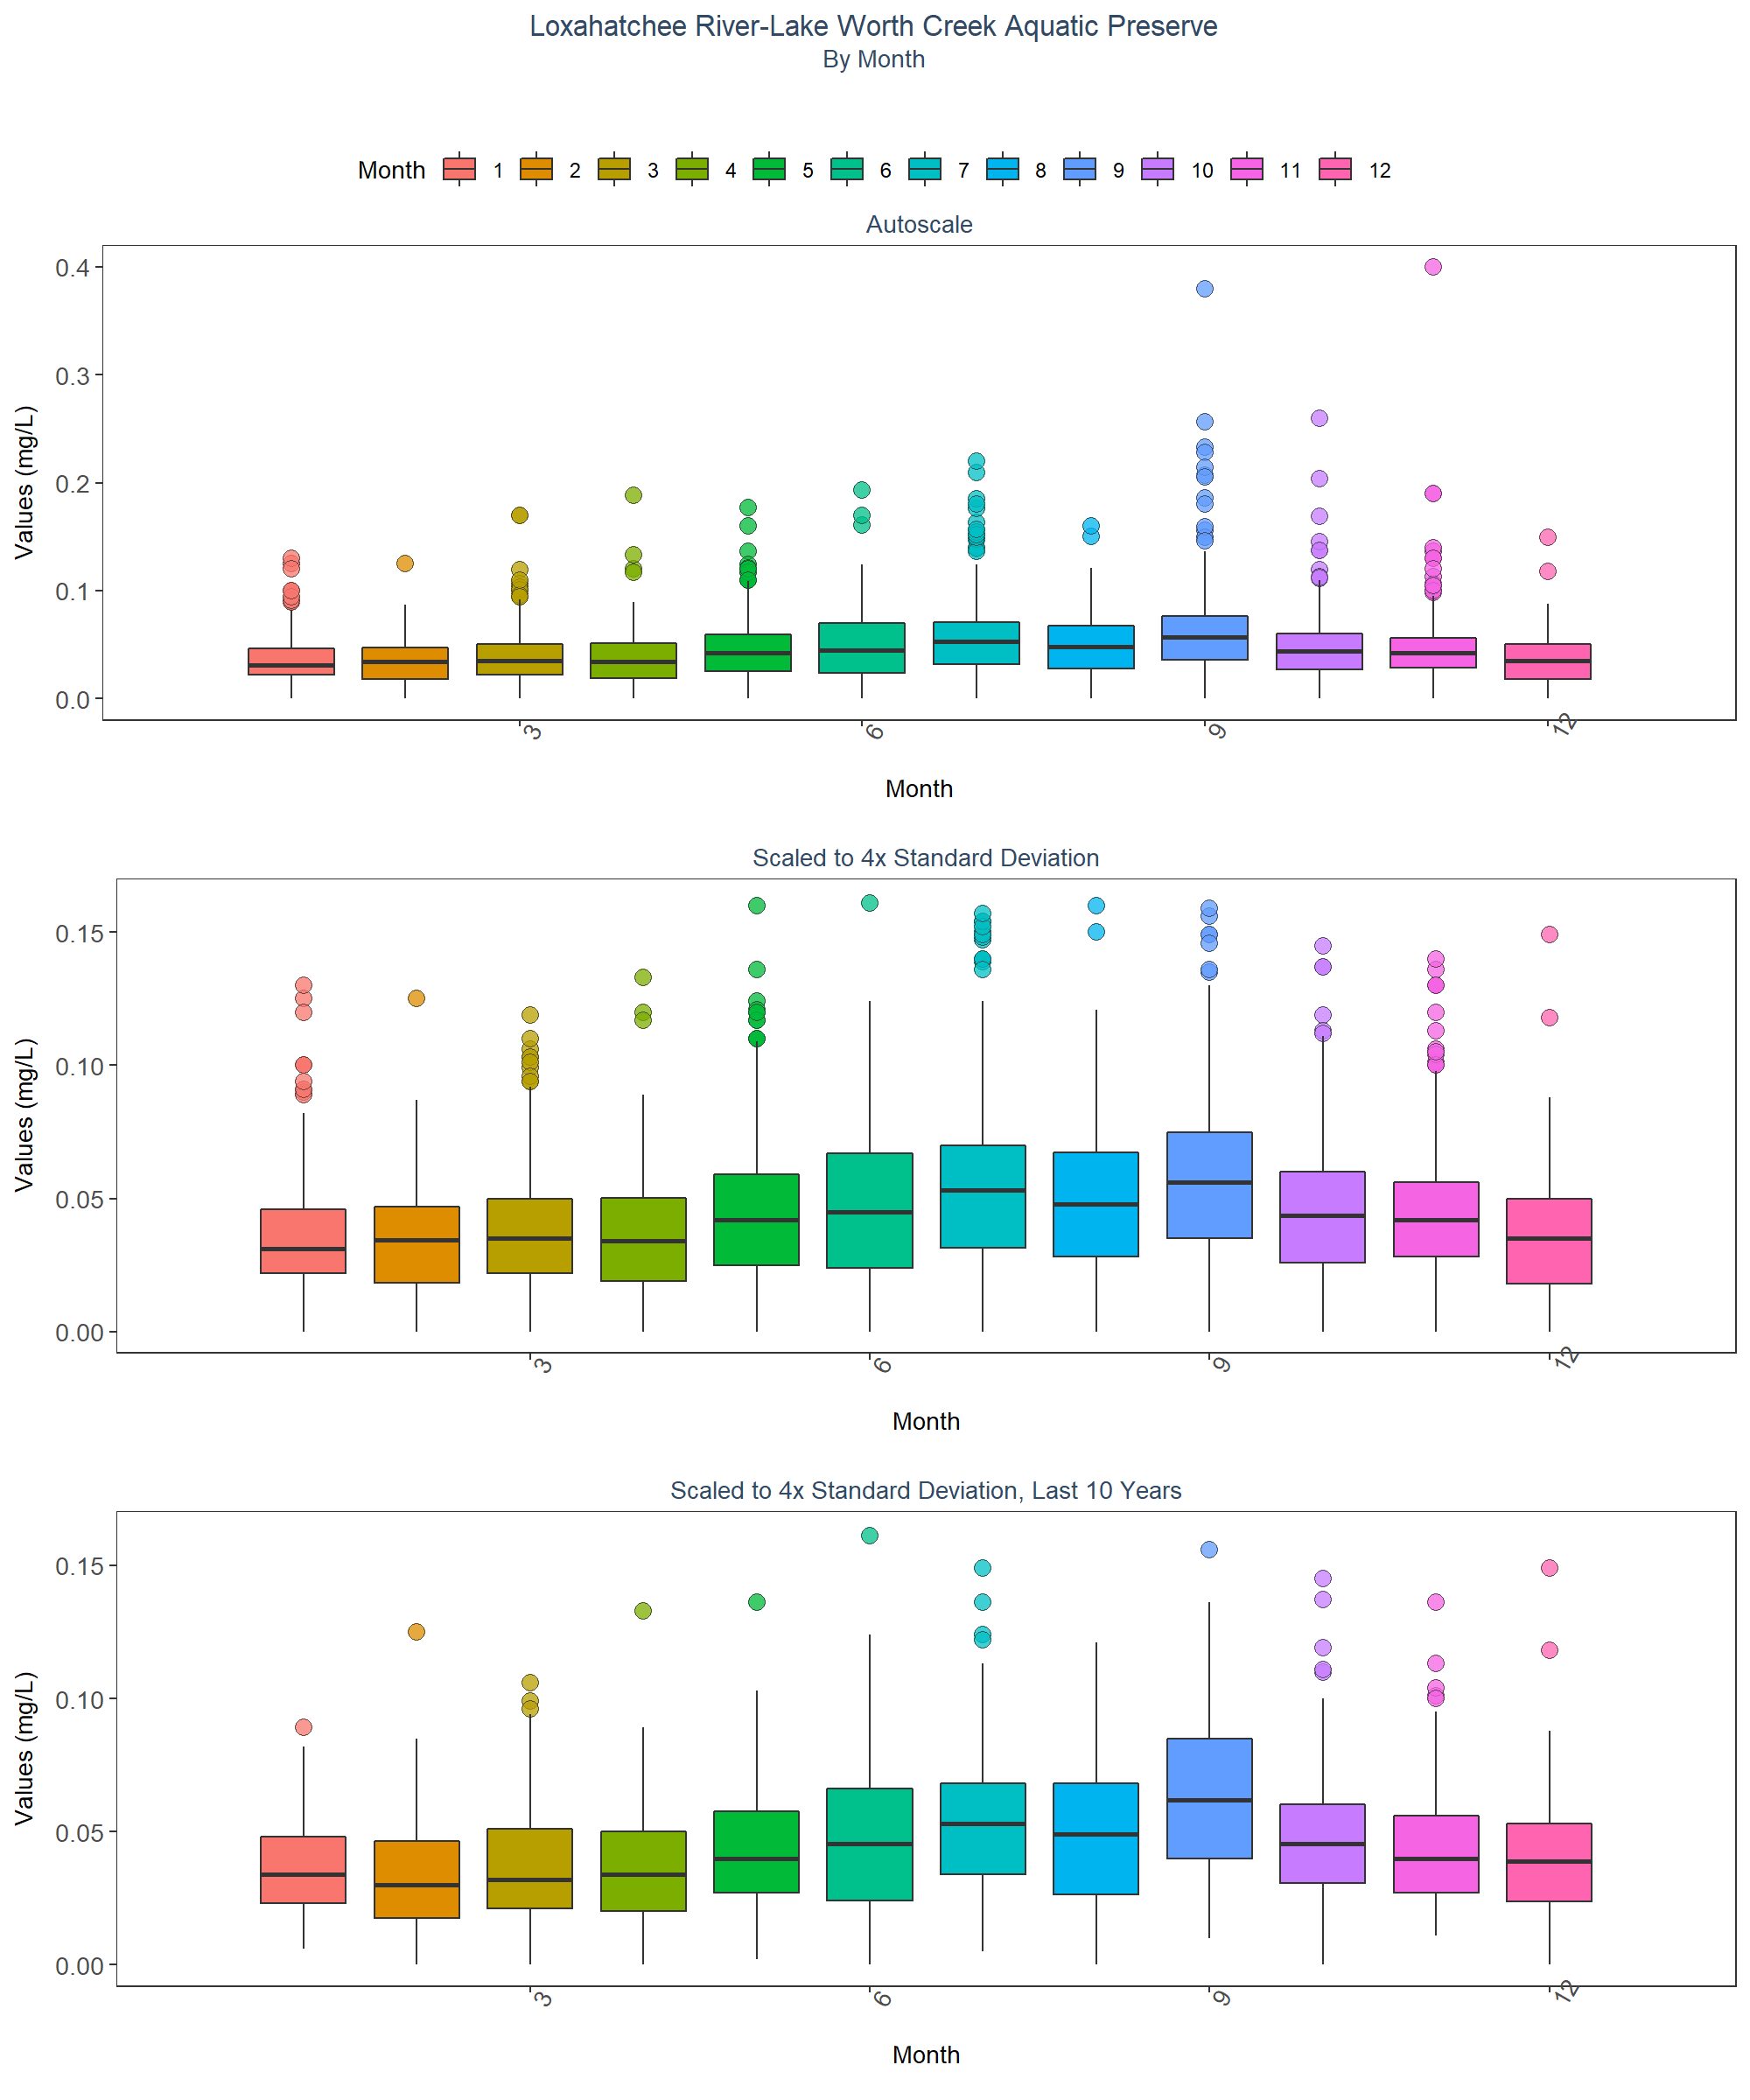 Loxahatchee River-Lake Worth Creek Aquatic Preserve
By Month
Month 1 2 3 4 5 6 7 8 9 10 11 12
Autoscale
Values (mg/L)
0.4
0.3
0.2
0.1
0.0
3 6 9 12
Month
Scaled to 4x Standard Deviation
Values (mg/L)
0.15
0.10
0.05
0.00
3 6 9 12
Month
Scaled to 4x Standard Deviation, Last 10 Years
Values (mg/L)
0.15
0.10
0.05
0.00
3 6 9 12
Month